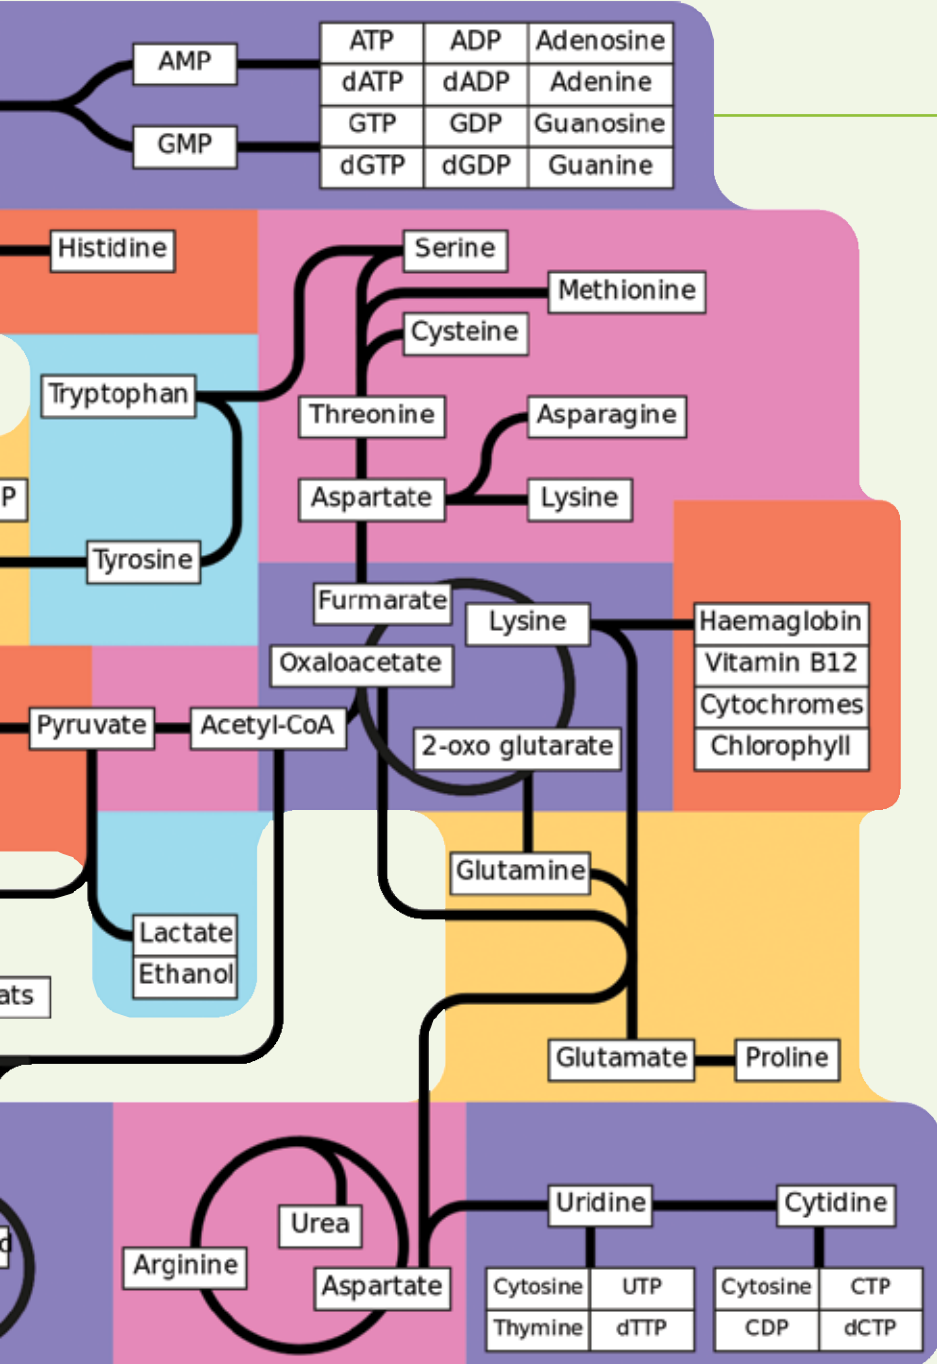 ATP ADP Adenosine
AMP
dATP dADP Adenine
GTP GDP Guanosine
GMP
dGTP dGDP Guanine
Histidine
Serine
Methionine
Cysteine
Tryptophan
Threonine
Asparagine
P
Aspartate
Lysine
Tyrosine
Furmarate
Lysine
Haemaglobin
Oxaloacetate
Vitamin B12
Cytochromes
Pyruvate
Acetyl-CoA
2-oxo glutarate
Chlorophyll
Glutamine
Lactate
Ethanol
ats
Glutamate
Proline
Uridine
Cytidine
Urea
d
Arginine
Aspartate
Cytosine UTP
Cytosine CTP
Thymine dTTP
CDP dCTP